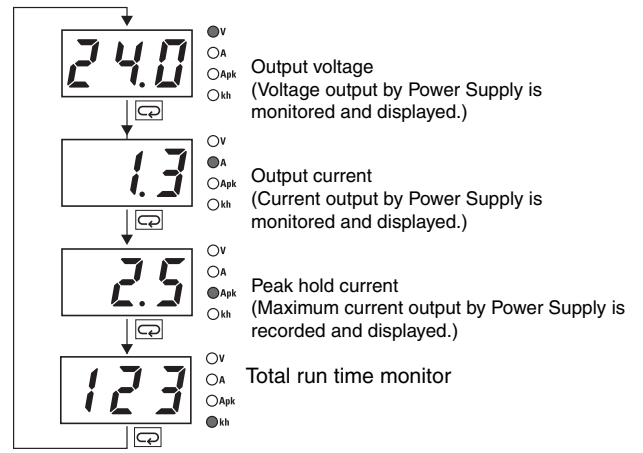 24.0
V
A
Apk
kh
Output voltage
(Voltage output by Power Supply is
monitored and displayed.)
1.3
V
A
Apk
kh
Output current
(Current output by Power Supply is
monitored and displayed.)
2.5
V
A
Apk
kh
Peak hold current
(Maximum current output by Power Supply is
recorded and displayed.)
123
V
A
Apk
kh
Total run time monitor